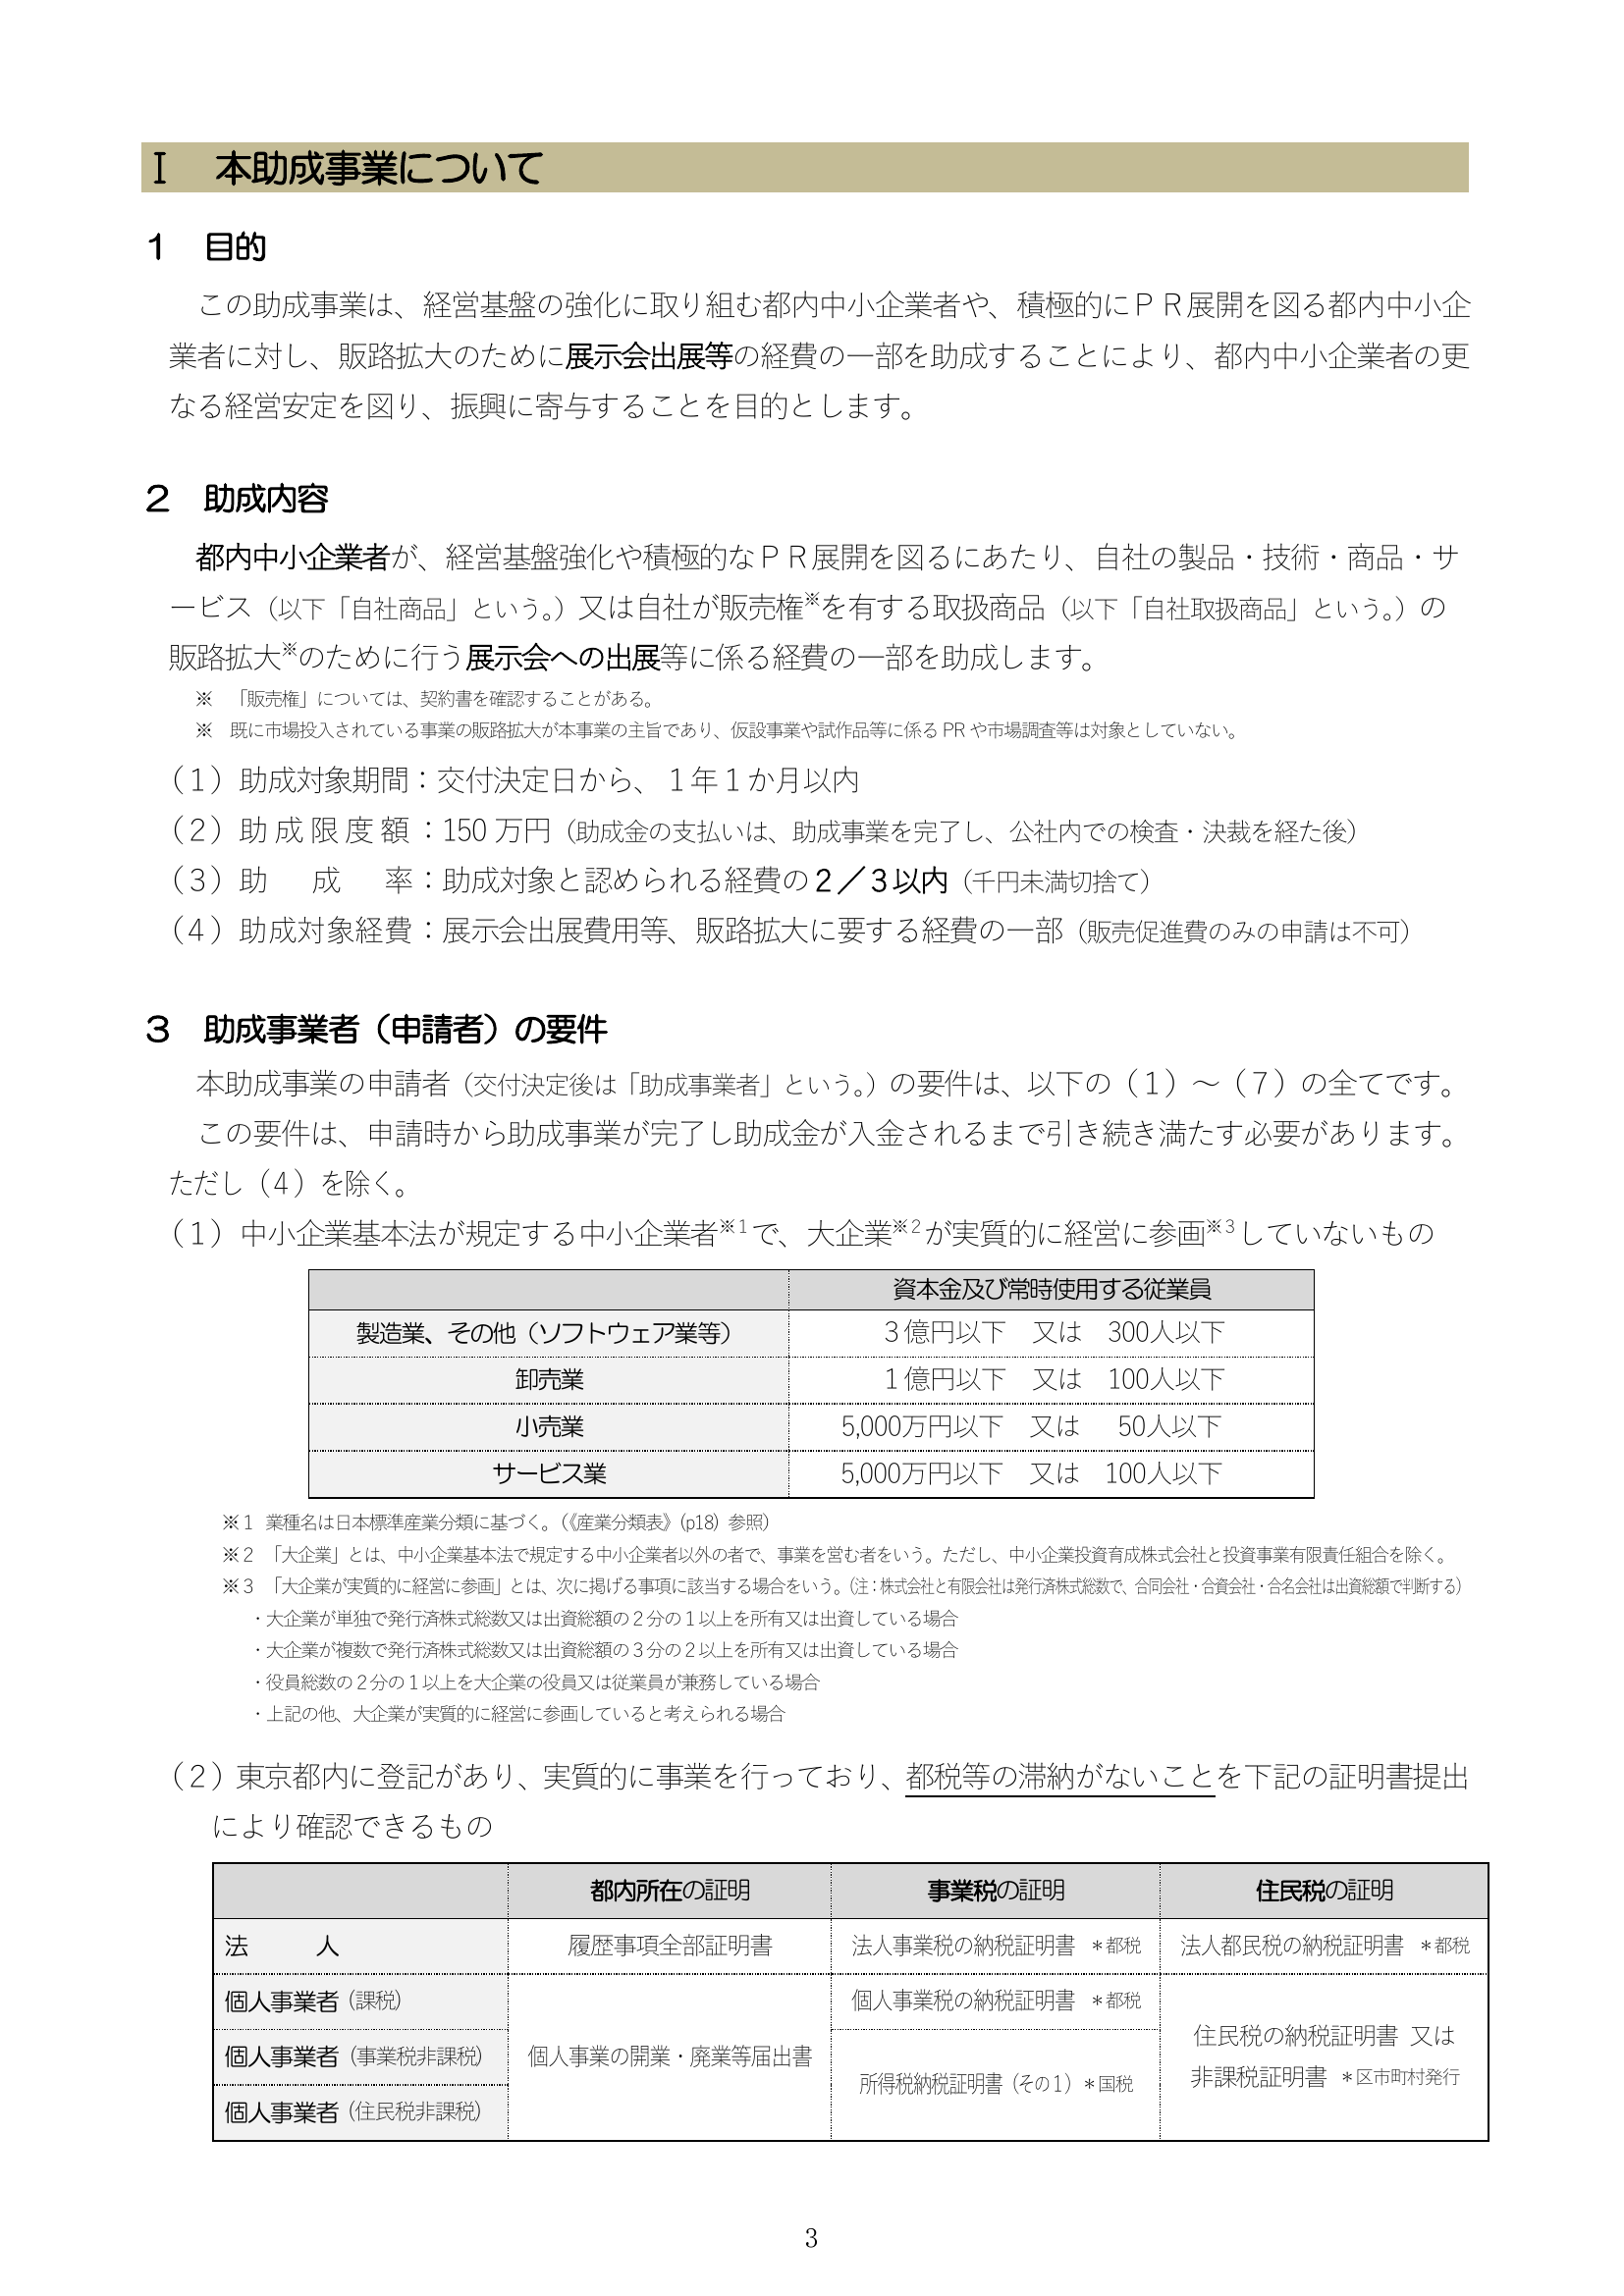 Ⅰ　本助成事業について
１　目的
この助成事業は、経営基盤の強化に取り組む都内中小企業者や、積極的にＰＲ展開を図る都内中小企
業者に対し、販路拡大のために展示会出展等の経費の一部を助成することにより、都内中小企業者の更
なる経営安定を図り、振興に寄与することを目的とします。
２　助成内容
都内中小企業者が、経営基盤強化や積極的なＰＲ展開を図るにあたり、自社の製品・技術・商品・サ
ービス（以下「自社商品」という。）又は自社が販売権※を有する取扱商品（以下「自社取扱商品」という。）の
販路拡大※のために行う展示会への出展等に係る経費の一部を助成します。
※　「販売権」については、契約書を確認することがある。
※　既に市場投入されている事業の販路拡大が本事業の主旨であり、仮設事業や試作品等に係る PR や市場調査等は対象としていない。
（１）助成対象期間：交付決定日から、１年１か月以内
（２）助 成 限 度 額 ：150 万円（助成金の支払いは、助成事業を完了し、公社内での検査・決裁を経た後）
（３）助　成　率：助成対象と認められる経費の２／３以内（千円未満切捨て）
（４）助成対象経費：展示会出展費用等、販路拡大に要する経費の一部（販売促進費のみの申請は不可）
３　助成事業者（申請者）の要件
本助成事業の申請者（交付決定後は「助成事業者」という。）の要件は、以下の（１）～（７）の全てです。
この要件は、申請時から助成事業が完了し助成金が入金されるまで引き続き満たす必要があります。
ただし（４）を除く。
（１）中小企業基本法が規定する中小企業者※1で、大企業※2が実質的に経営に参画※3していないもの
資本金及び常時使用する従業員
製造業、その他（ソフトウェア業等）　３億円以下　又は　300人以下
卸売業　１億円以下　又は　100人以下
小売業　5,000万円以下　又は　50人以下
サービス業　5,000万円以下　又は　100人以下
※１ 業種名は日本標準産業分類に基づく。（《産業分類表》（p18）参照）
※２ 「大企業」とは、中小企業基本法で規定する中小企業者以外の者で、事業を営む者をいう。ただし、中小企業投資育成株式会社と投資事業有限責任組合を除く。
※３ 「大企業が実質的に経営に参画」とは、次に掲げる事項に該当する場合をいう。（注：株式会社と有限会社は発行済株式総数で、合同会社・合資会社・合名会社は出資総額で判断する）
・大企業が単独で発行済株式総数又は出資総額の２分の１以上を所有又は出資している場合
・大企業が複数で発行済株式総数又は出資総額の３分の２以上を所有又は出資している場合
・役員総数の２分の１以上を大企業の役員又は従業員が兼務している場合
・上記の他、大企業が実質的に経営に参画していると考えられる場合
（２）東京都内に登記があり、実質的に事業を行っており、都税等の滞納がないことを下記の証明書提出
により確認できるもの
都内所在の証明　事業税の証明　住民税の証明
法　人　履歴事項全部証明書　法人事業税の納税証明書 ＊都税　法人都民税の納税証明書 ＊都税
個人事業者（課税）　個人事業税の納税証明書 ＊都税
個人事業者（事業税非課税）　個人事業の開業・廃業等届出書　所得税納税証明書（その１）＊国税　住民税の納税証明書 又は
非課税証明書 ＊区市町村発行
個人事業者（住民税非課税）
3